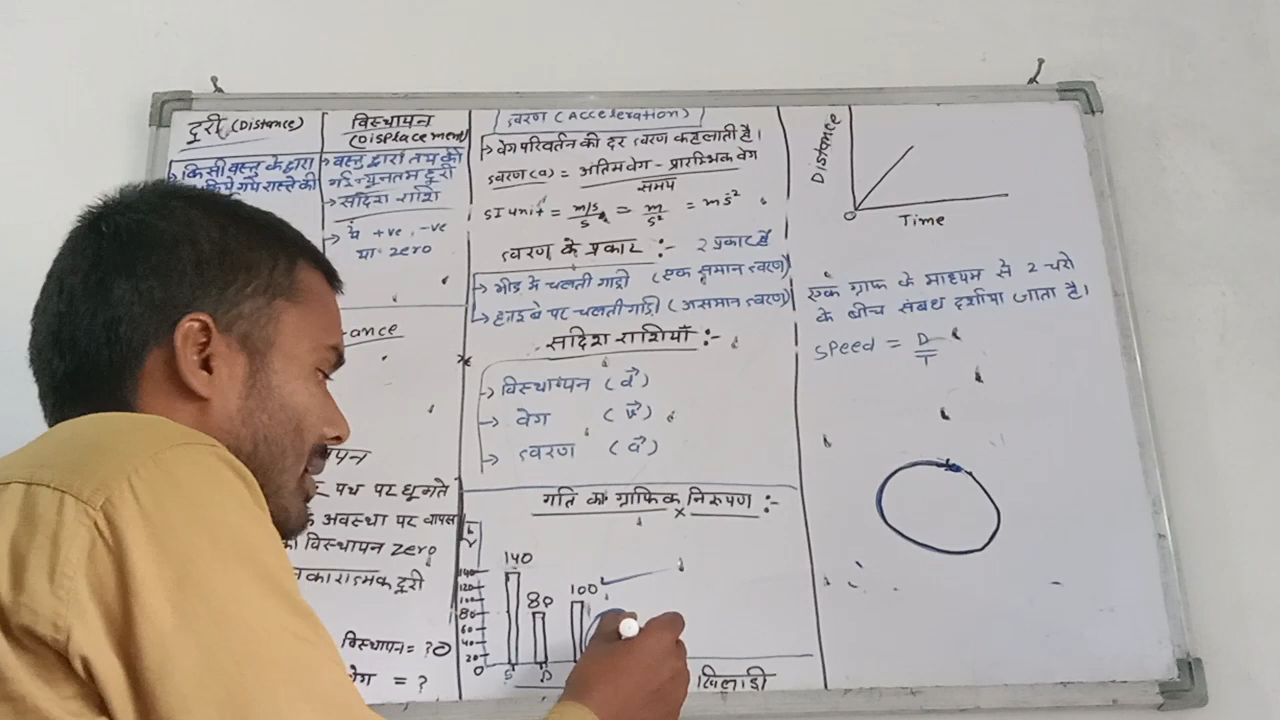 दूरी (Distance)
किसी वस्तु के द्वारा
किये गये रास्ते की
विस्थापन
(Displacement)
→ वस्तु द्वारा तय की
गई न्यूनतम दूरी
→ सदिश राशि
→ ये +ve, -ve
या zero
ance
पथ पर घूमते
अवस्था पर वापस
विस्थापन zero
दूरी
विस्थापन = ? 0
वेग = ?
त्वरण (Acceleration)
→ वेग परिवर्तन की दर त्वरण कहलाती है।
त्वरण (a) = अंतिम वेग - प्रारम्भिक वेग
समय
SI unit = m/s / s = m / s² = ms⁻²
त्वरण के प्रकार :- 2 प्रकार है
→ भीड़ में चलती गाड़ी (एक समान त्वरण)
→ हाइवे पर चलती गाड़ी (असमान त्वरण)
सदिश राशियाँ :-
→ विस्थापन (d⃗)
→ वेग (v⃗)
→ त्वरण (a⃗)
गति का ग्राफिक निरूपण :-
140
80
100
140
120
100
80
60
40
20
0
S
खिलाड़ी
Distance
0
Time
एक ग्राफ के माध्यम से 2 चरो
के बीच संबंध दर्शाया जाता है।
Speed = D
T